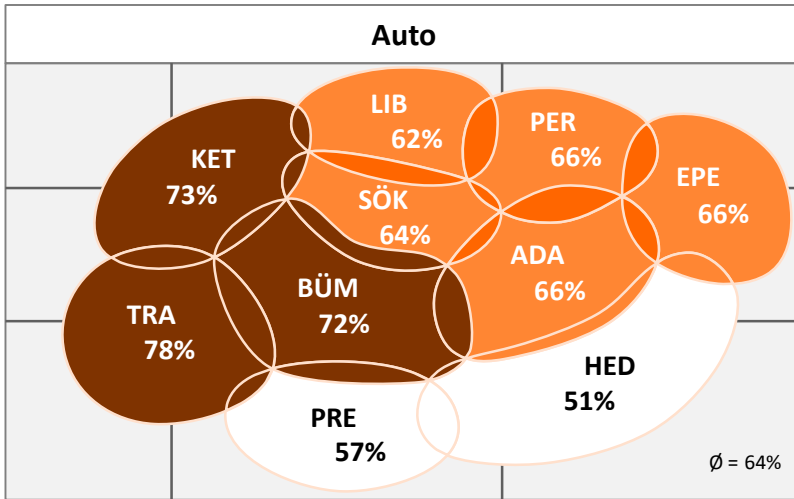 Auto
LIB
62%
PER
66%
KET
73%
EPE
66%
SÖK
64%
ADA
66%
BÜM
72%
TRA
78%
HED
51%
PRE
57%
Ø = 64%